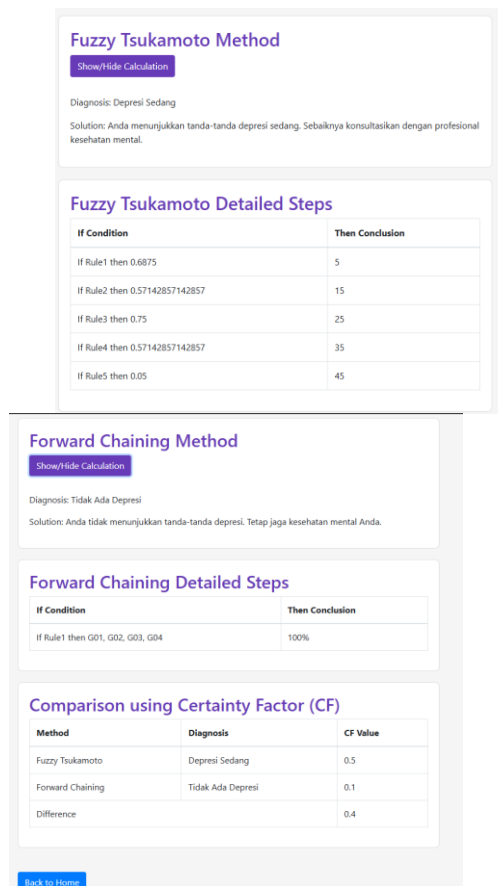 Fuzzy Tsukamoto Method
Show/Hide Calculation
Diagnosis: Depresi Sedang
Solution: Anda menunjukkan tanda-tanda depresi sedang. Sebaiknya konsultasikan dengan profesional
kesehatan mental.
Fuzzy Tsukamoto Detailed Steps
If Condition Then Conclusion
If Rule1 then 0.6875 5
If Rule2 then 0.57142857142857 15
If Rule3 then 0.75 25
If Rule4 then 0.57142857142857 35
If Rule5 then 0.05 45
Forward Chaining Method
Show/Hide Calculation
Diagnosis: Tidak Ada Depresi
Solution: Anda tidak menunjukkan tanda-tanda depresi. Tetap jaga kesehatan mental Anda.
Forward Chaining Detailed Steps
If Condition Then Conclusion
If Rule1 then G01, G02, G03, G04 100%
Comparison using Certainty Factor (CF)
Method Diagnosis CF Value
Fuzzy Tsukamoto Depresi Sedang 0.5
Forward Chaining Tidak Ada Depresi 0.1
Difference 0.4
Back to Home